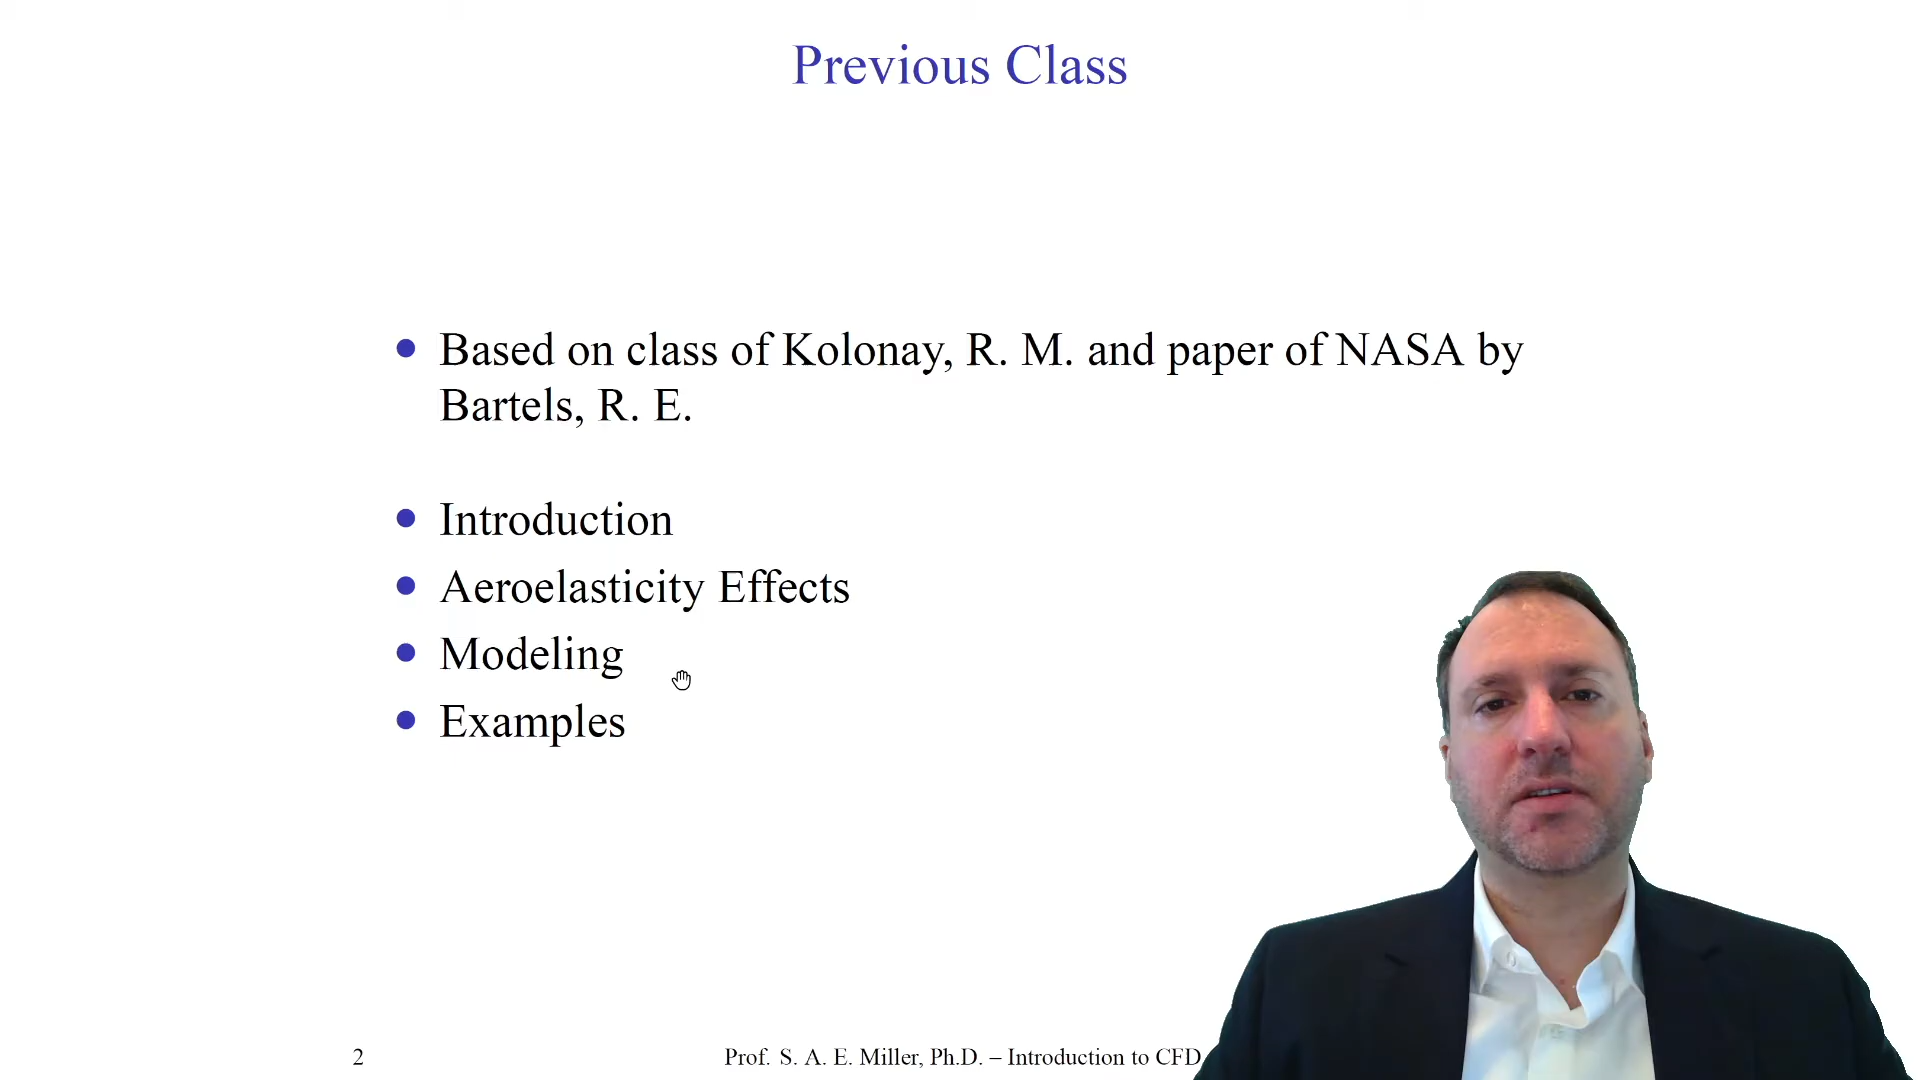 Previous Class
Based on class of Kolonay, R. M. and paper of NASA by
Bartels, R. E.
Introduction
Aeroelasticity Effects
Modeling
Examples
2
Prof. S. A. E. Miller, Ph.D. – Introduction to CFD